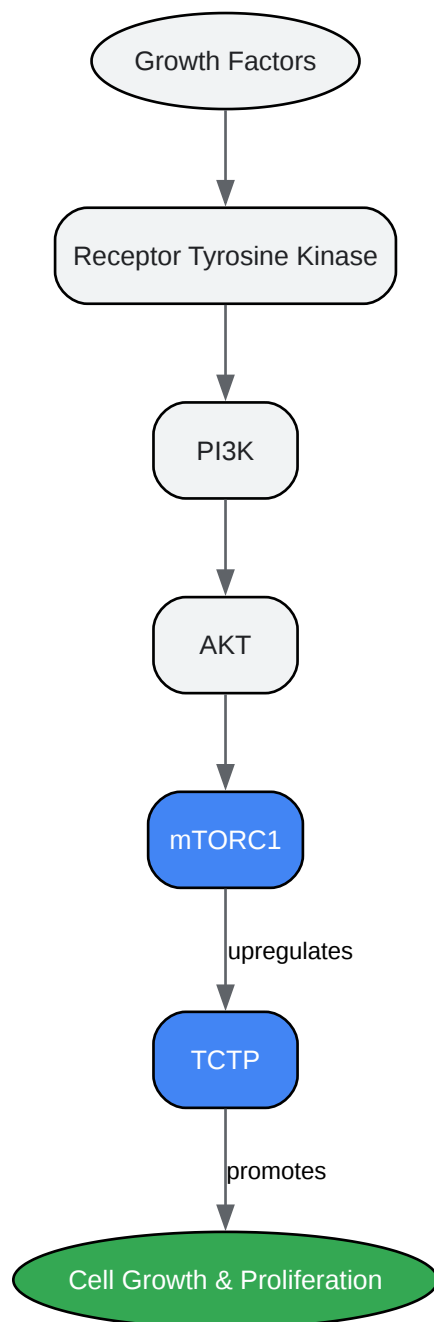 Growth Factors
Receptor Tyrosine Kinase
PI3K
AKT
mTORC1
upregulates
TCTP
promotes
Cell Growth & Proliferation